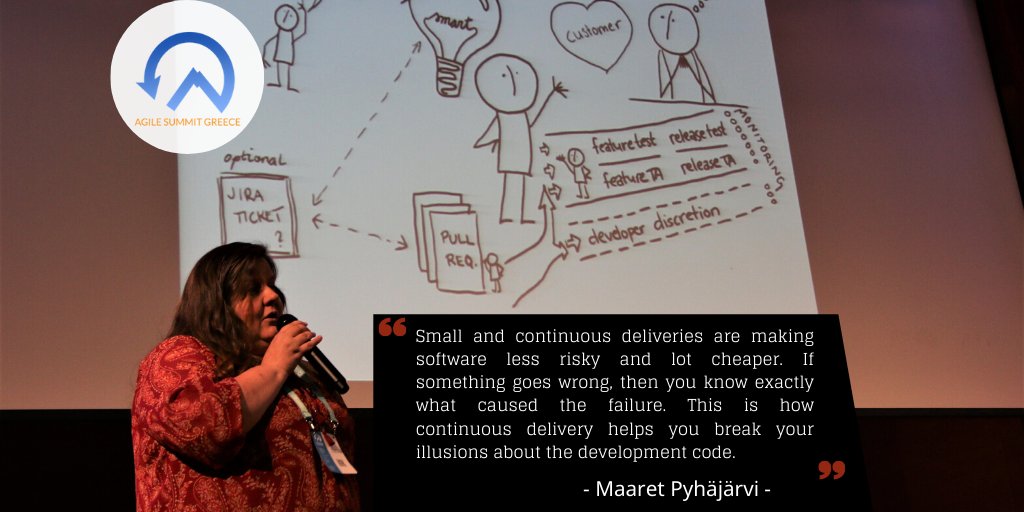 AGILE SUMMIT GREECE
smart
customer
optional
JIRA
TICKET
?
PULL
REQ.
feature test release test
feature TA release TA
developer discretion
MONITORING
Small and continuous deliveries are making
software less risky and lot cheaper. If
something goes wrong, then you know exactly
what caused the failure. This is how
continuous delivery helps you break your
illusions about the development code.
- Maaret Pyhäjärvi -